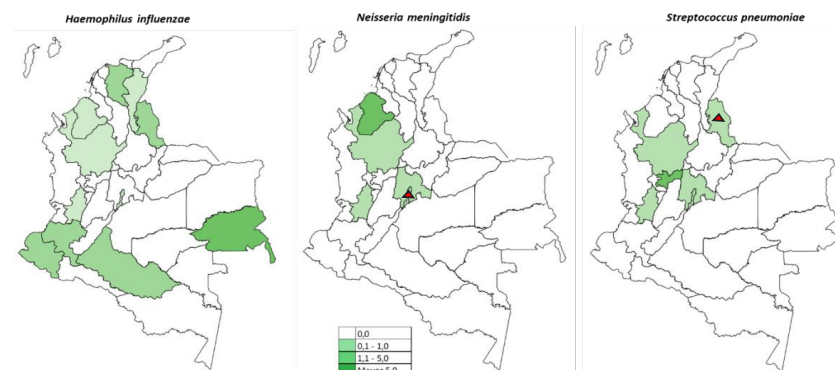 Haemophilus influenzae
Neisseria meningitidis
Streptococcus pneumoniae
0,0
0,1 - 1,0
1,1 - 5,0